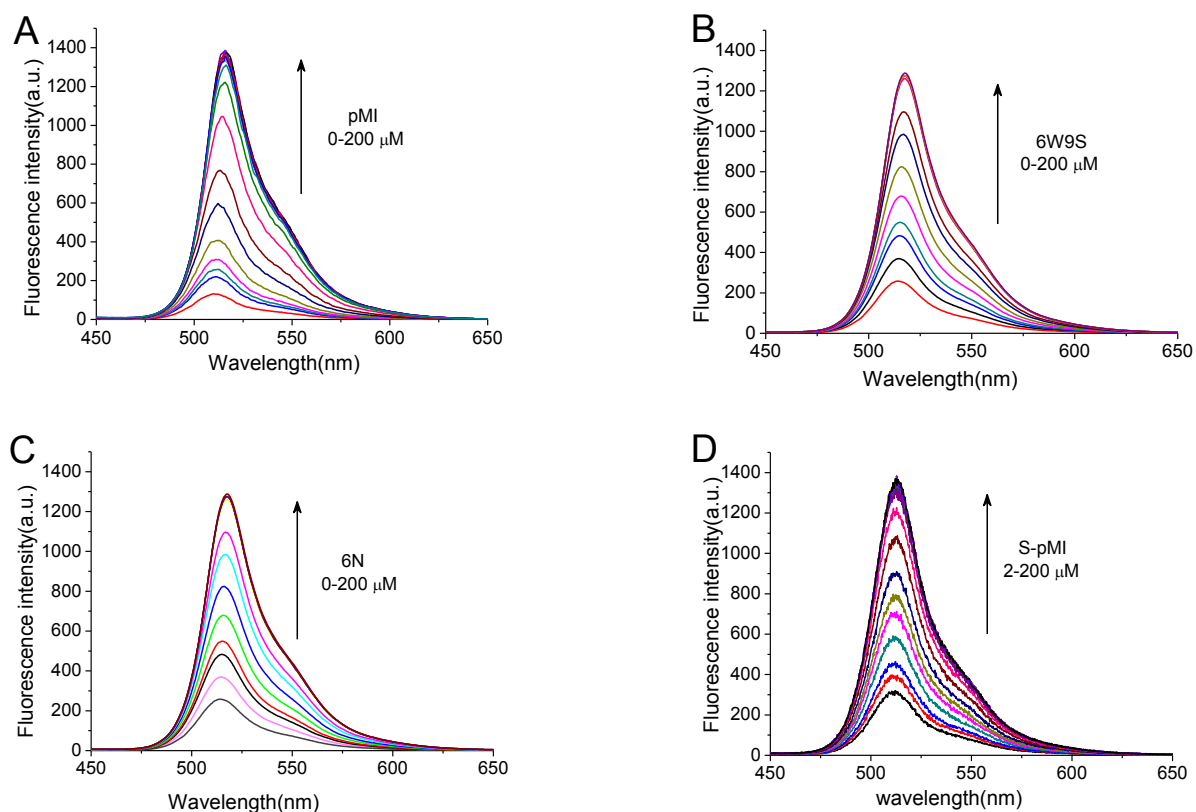 A
Fluorescence intensity(a.u.)
1400
1200
1000
800
600
400
200
0
pMI
0-200 μM
450 500 550 600 650
Wavelength(nm)
B
Fluorescence intensity(a.u.)
1400
1200
1000
800
600
400
200
0
6W9S
0-200 μM
450 500 550 600 650
Wavelength(nm)
C
Fluorescence intensity(a.u.)
1400
1200
1000
800
600
400
200
0
6N
0-200 μM
450 500 550 600 650
Wavelength(nm)
D
Fluorescence intensity(a.u.)
1400
1200
1000
800
600
400
200
0
S-pMI
2-200 μM
450 500 550 600 650
wavelength(nm)